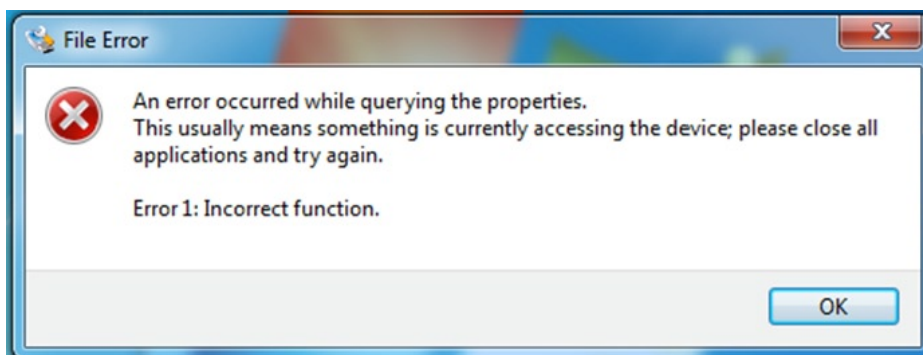 File Error
An error occurred while querying the properties.
This usually means something is currently accessing the device; please close all
applications and try again.
Error 1: Incorrect function.
OK